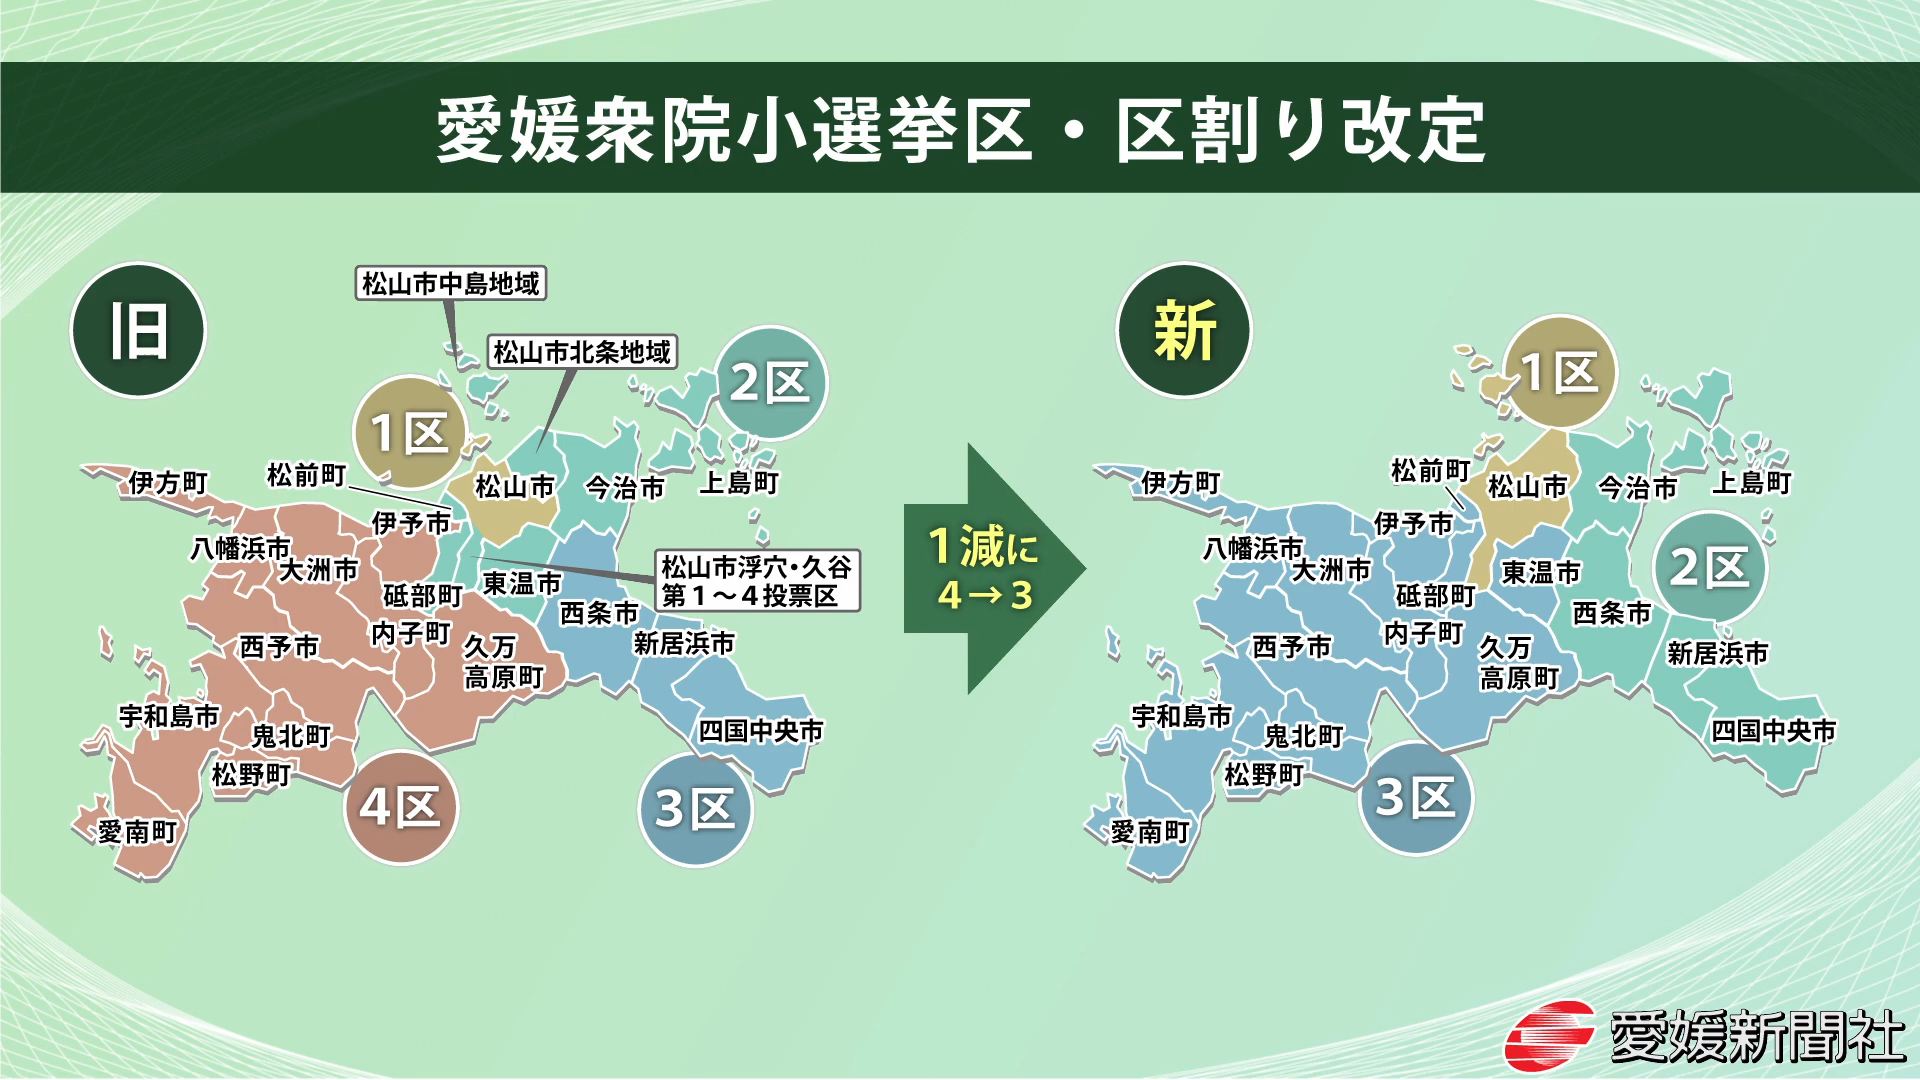 愛媛衆院小選挙区・区割り改定
旧
松山市中島地域
松山市北条地域
2区
1区
伊方町
松前町
松山市
今治市
上島町
伊予市
八幡浜市
大洲市
砥部町
東温市
松山市浮穴・久谷
第1~4投票区
西条市
内子町
新居浜市
西予市
久万
高原町
宇和島市
鬼北町
四国中央市
松野町
4区
3区
愛南町
1減に
4→3
新
1区
伊方町
松前町
松山市
今治市
上島町
伊予市
八幡浜市
大洲市
砥部町
東温市
2区
西条市
内子町
新居浜市
西予市
久万
高原町
宇和島市
鬼北町
四国中央市
松野町
3区
愛南町
愛媛新聞社